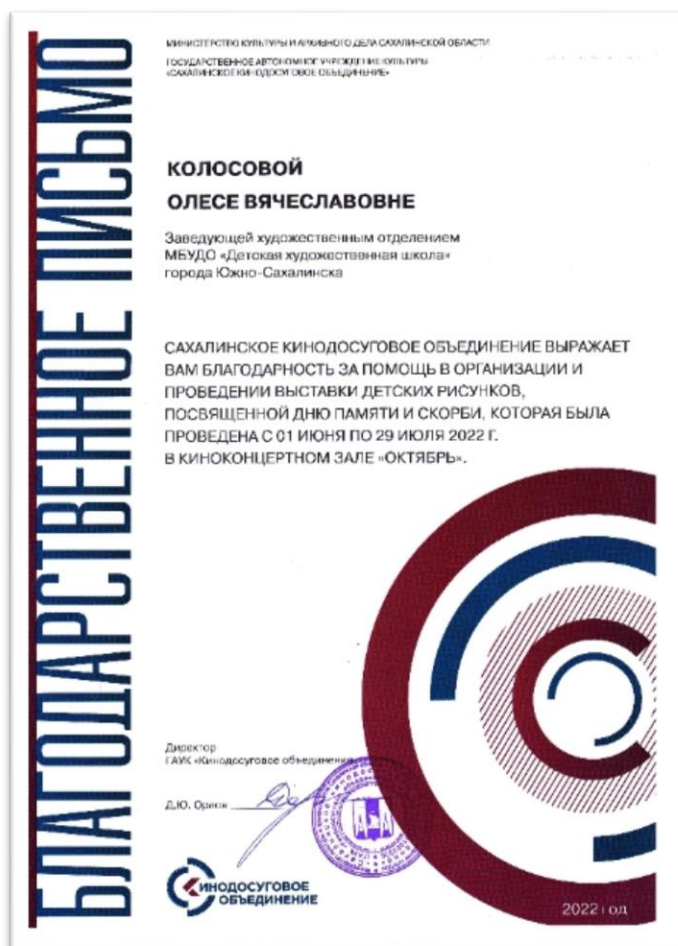 БЛАГОДАРСТВЕННОЕ ПИСЬМО
МИНИСТЕРСТВО КУЛЬТУРЫ И АРХИВНОГО ДЕЛА САХАЛИНСКОЙ ОБЛАСТИ
ГОСУДАРСТВЕННОЕ АВТОНОМНОЕ УЧРЕЖДЕНИЕ КУЛЬТУРЫ
«САХАЛИНСКОЕ КИНОДОСУГОВОЕ ОБЪЕДИНЕНИЕ»
КОЛОСОВОЙ
ОЛЕСЕ ВЯЧЕСЛАВОВНЕ
Заведующей художественным отделением
МБУДО «Детская художественная школа»
города Южно-Сахалинска
САХАЛИНСКОЕ КИНОДОСУГОВОЕ ОБЪЕДИНЕНИЕ ВЫРАЖАЕТ
ВАМ БЛАГОДАРНОСТЬ ЗА ПОМОЩЬ В ОРГАНИЗАЦИИ И
ПРОВЕДЕНИИ ВЫСТАВКИ ДЕТСКИХ РИСУНКОВ,
ПОСВЯЩЕННОЙ ДНЮ ПАМЯТИ И СКОРБИ, КОТОРАЯ БЫЛА
ПРОВЕДЕНА С 01 ИЮНЯ ПО 29 ИЮЛЯ 2022 Г.
В КИНОКОНЦЕРТНОМ ЗАЛЕ «ОКТЯБРЬ».
Директор
ГАУК «Кинодосуговое объединение»
Д.Ю.
КИНОДОСУГОВОЕ
ОБЪЕДИНЕНИЕ
2022 год